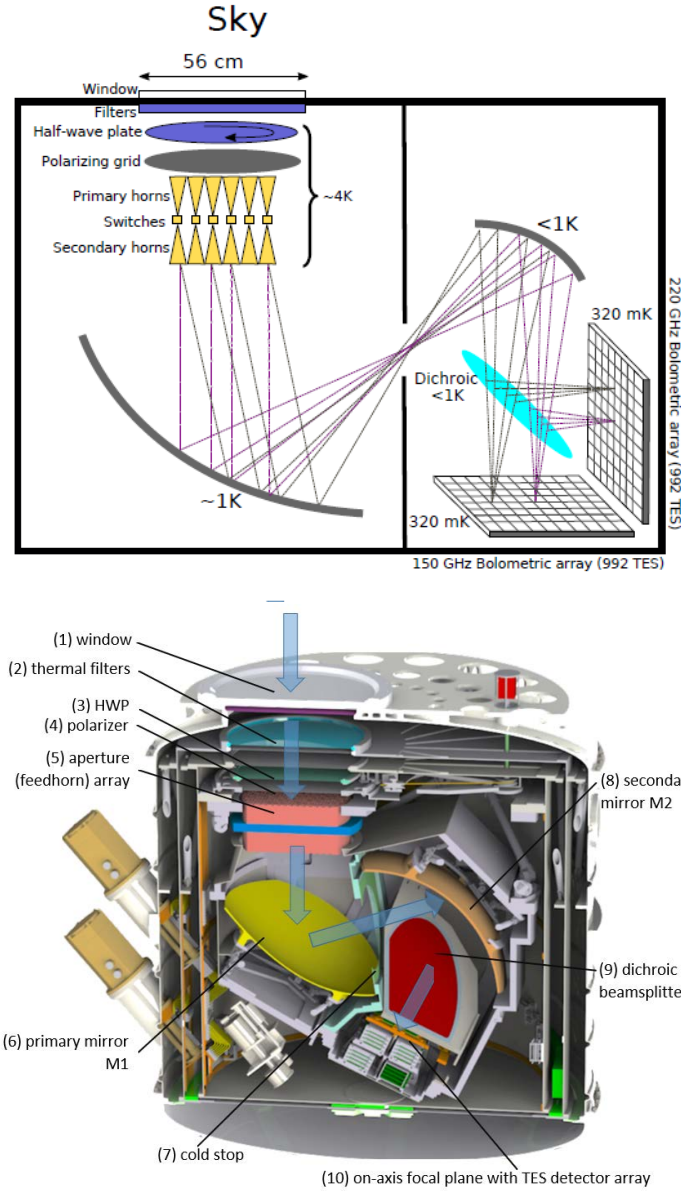 Sky
56 cm
Window
Filters
Half-wave plate
Polarizing grid
~4K
Primary horns
Switches
Secondary horns
<1K
320 mK
Dichroic
<1K
~1K
320 mK
220 GHz Bolometric array (992 TES)
150 GHz Bolometric array (992 TES)
(1) window
(2) thermal filters
(3) HWP
(4) polarizer
(5) aperture
(feedhorn) array
(8) seconda
mirror M2
(9) dichroic
beamsplitte
(6) primary mirror
M1
(7) cold stop
(10) on-axis focal plane with TES detector array